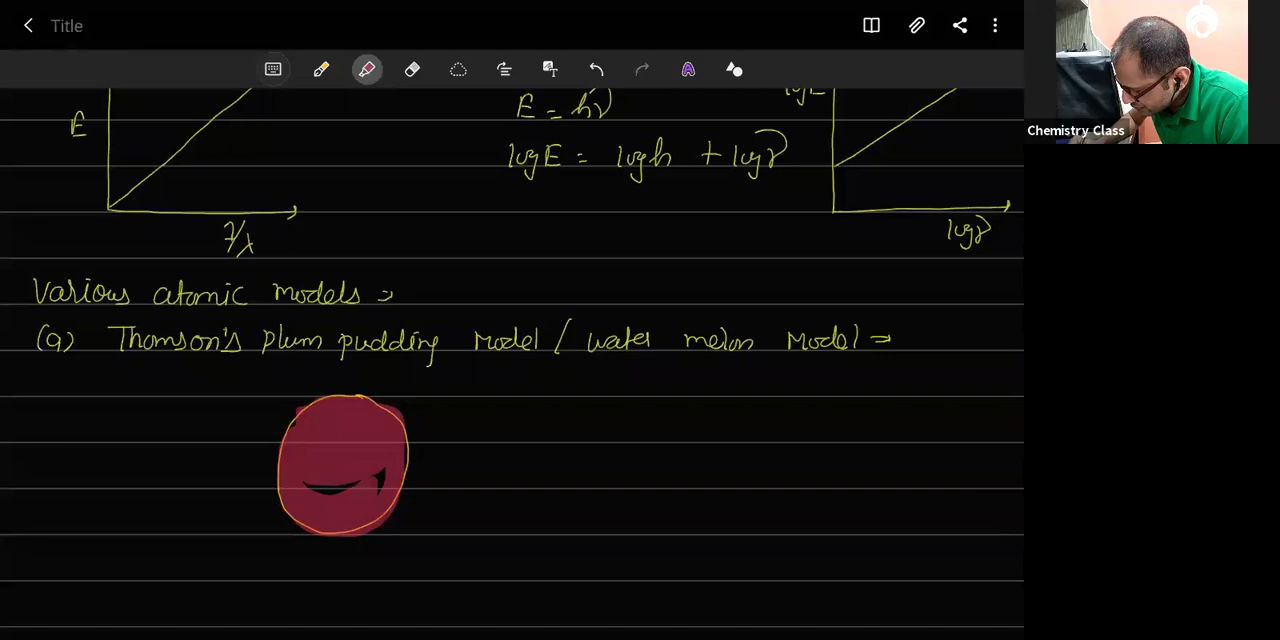 Title
Chemistry Class
E
E = hν
log E
log E = log h + log ν
1/λ
log ν
Various atomic models ⇒
(a) Thomson's plum pudding Model / water melon Model ⇒